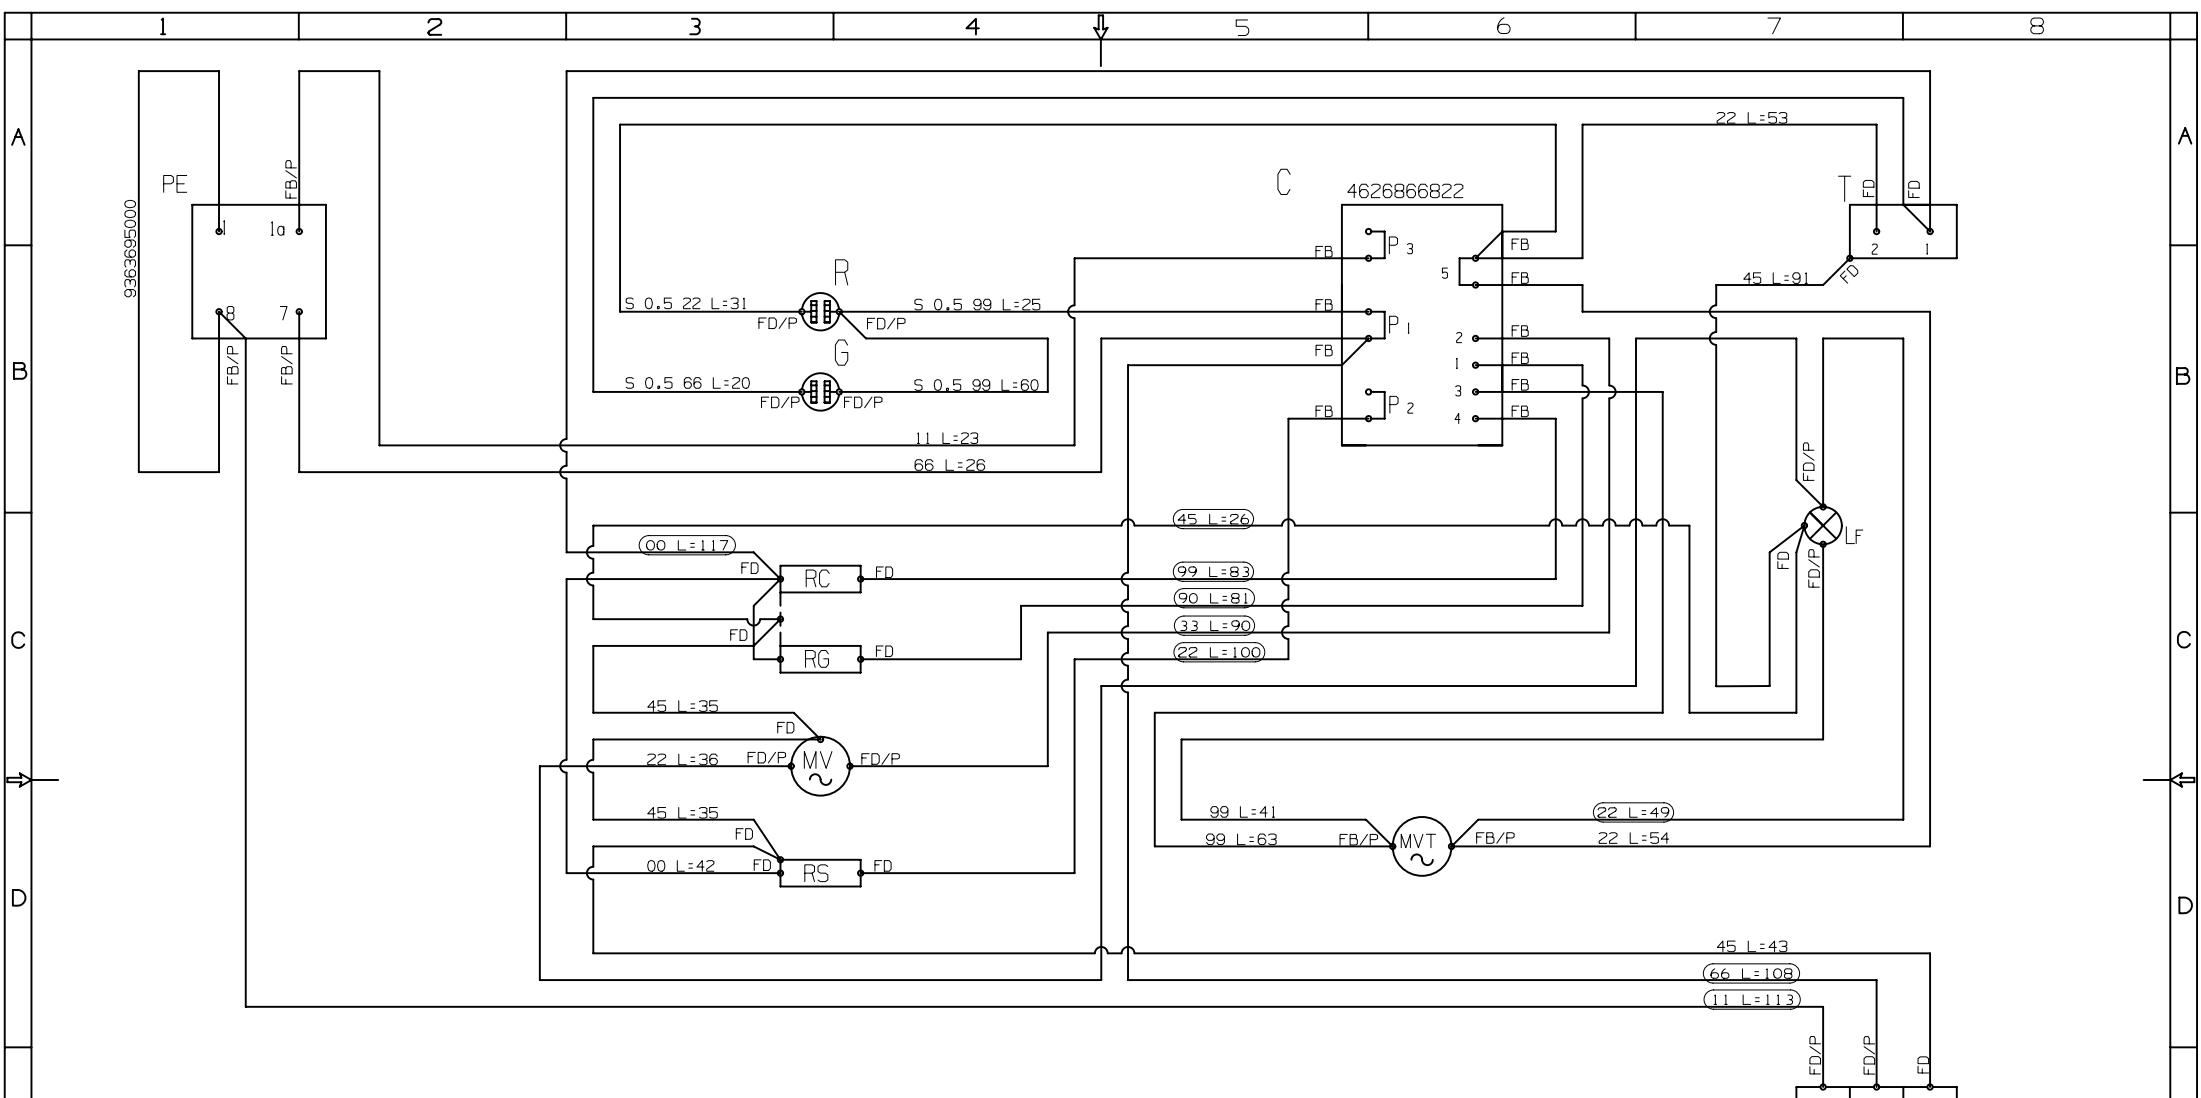 1 2 3 4 5 6 7 8
A A
22 L=53
PE FB/P C 4626866822 T FD FD
9363695000
1 1a P 3 FB 2 1
FB 5 FD
R 45 L=91
S 0.5 22 L=31 S 0.5 99 L=25 FB FB
8 7 FD/P FD/P P 1
G 2 FB
FB/P FB/P FB 1 FB
B B
S 0.5 66 L=20 S 0.5 99 L=60 3 FB
FD/P FD/P P 2
FB 4 FB
11 L=23
66 L=26 FD/P
45 L=26
00 L=117 LF
FD RC FD 99 L=83 FD FD/P
90 L=81
C C
FD 33 L=90
RG FD 22 L=100
45 L=35
FD
22 L=36 FD/P MV FD/P
45 L=35 99 L=41 22 L=49
FD
99 L=63 FB/P MVT FB/P 22 L=54
00 L=42 FD RS FD
D D
45 L=43
66 L=108
11 L=113
FD/P FD/P FD